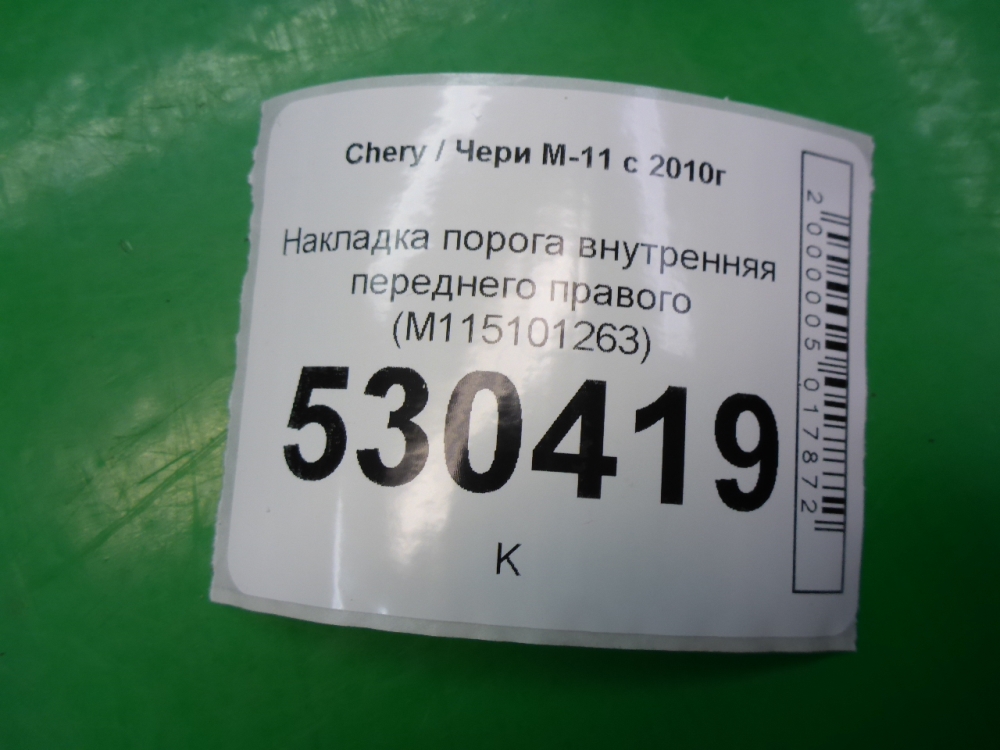 Chery / Чери М-11 с 2010г
Накладка порога внутренняя
переднего правого
(M115101263)
530419
К
2000005017872